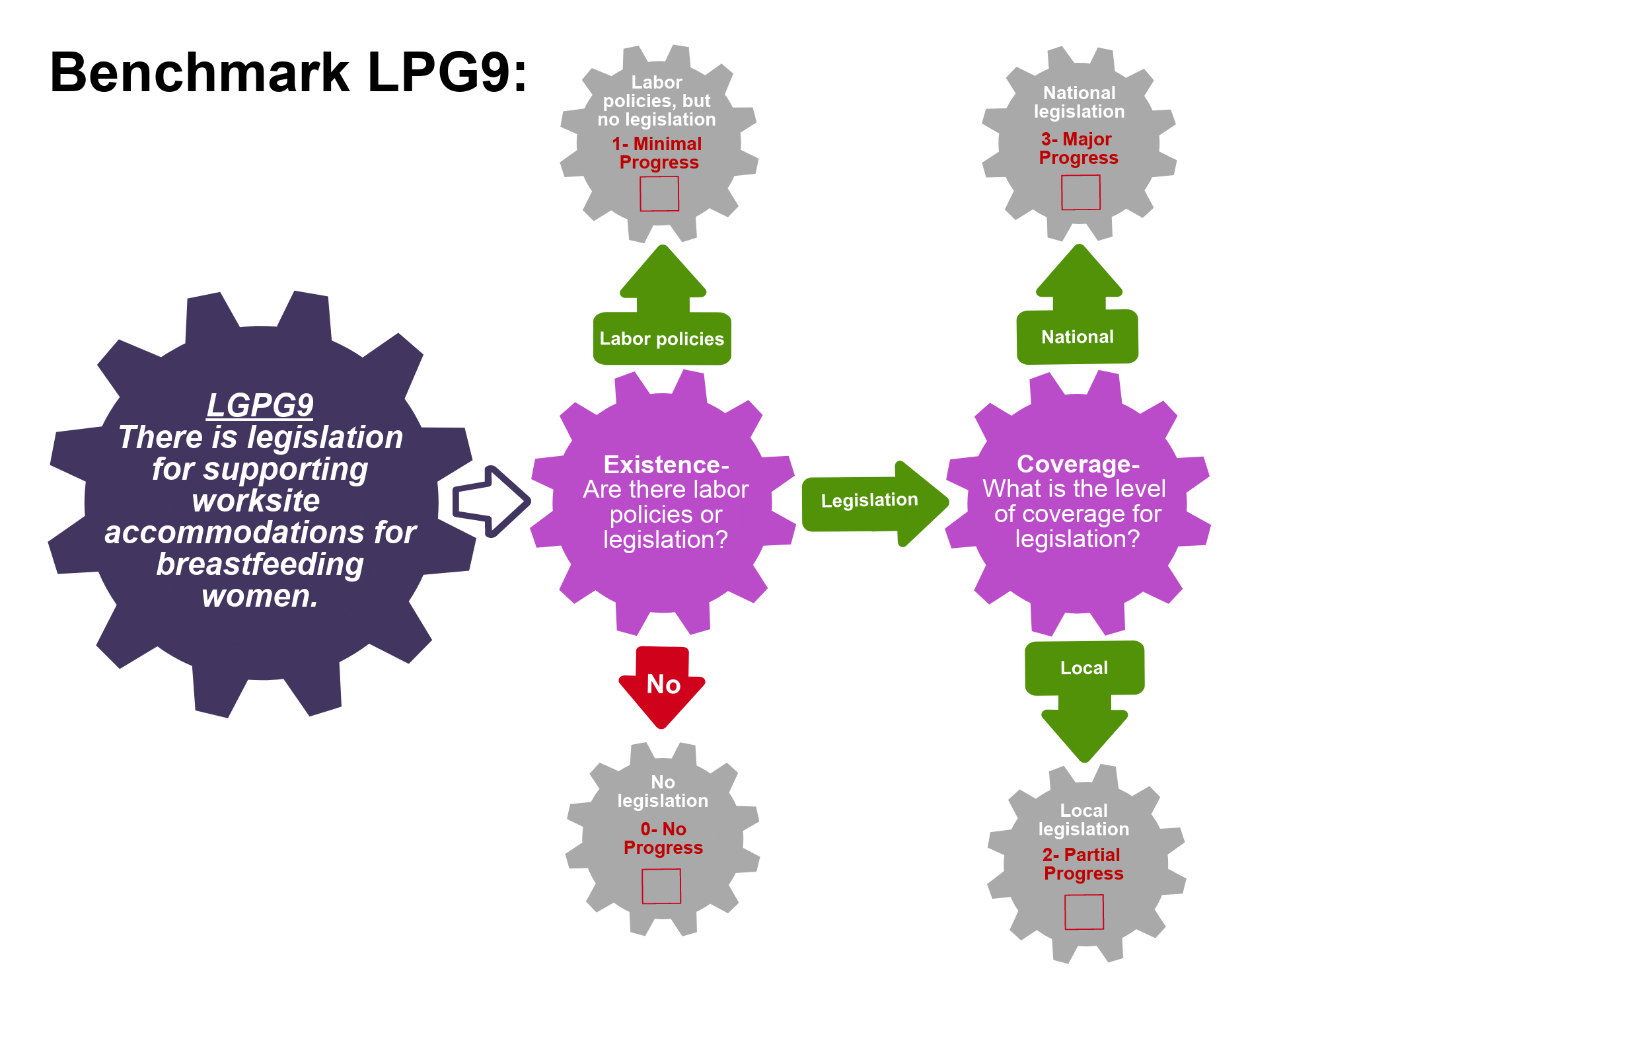 Benchmark LPG9:
LGPG9
There is legislation
for supporting
worksite
accommodations for
breastfeeding
women.
Labor
policies, but
no legislation
1- Minimal
Progress
Labor policies
Existence-
Are there labor
policies or
legislation?
No
No
legislation
0- No
Progress
Legislation
National
legislation
3- Major
Progress
National
Coverage-
What is the level
of coverage for
legislation?
Local
Local
legislation
2- Partial
Progress